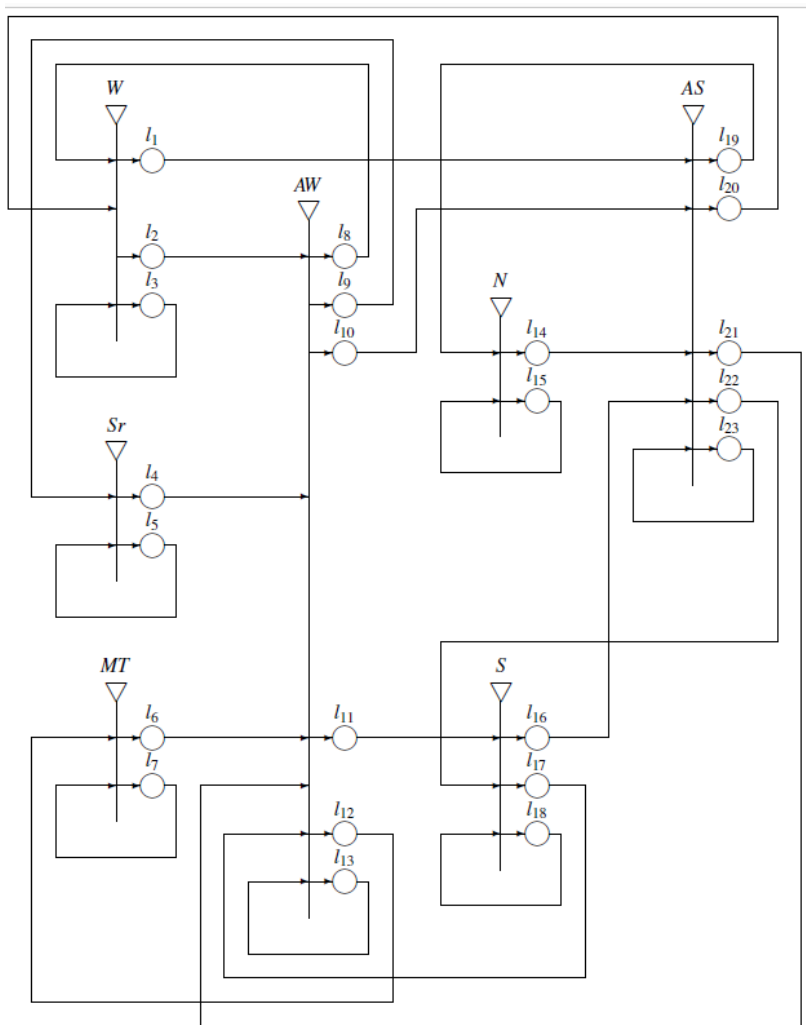 W AS
l₁ l₁₉
AW l₂₀
l₂ l₈
l₃ l₉ N
l₁₀ l₁₄ l₂₁
l₁₅ l₂₂
Sr l₂₃
l₄
l₅
MT S
l₆ l₁₁ l₁₆
l₇ l₁₇
l₁₂ l₁₈
l₁₃